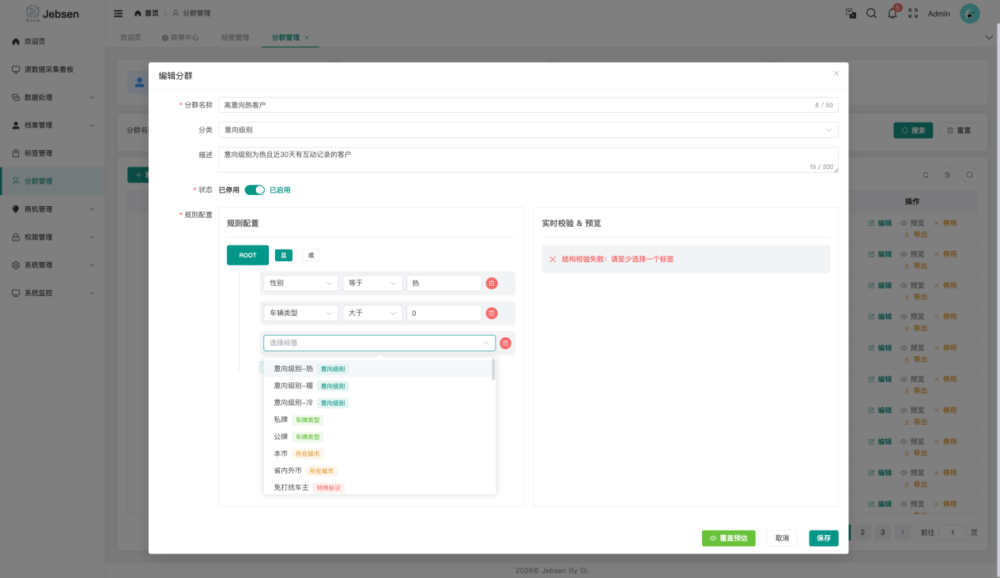 Jebsen
首页
分群管理
5
Admin
欢迎页
源数据采集看板
数据处理
档案管理
标签管理
分群管理
商机管理
权限管理
系统管理
系统监控
欢迎页
异常中心
标签管理
分群管理
分群名
搜索
重置
操作
编辑 预览 停用
导出
编辑 预览 停用
导出
编辑 预览 停用
导出
编辑 预览 停用
导出
编辑 预览 停用
导出
编辑 预览 停用
导出
编辑 预览 停用
导出
编辑 预览 停用
导出
编辑 预览 停用
导出
编辑 预览 停用
2 3 前往 1 页
编辑分群
* 分群名称 高意向热客户 6 / 50
分类 意向级别
描述 意向级别为热且近30天有互动记录的客户
19 / 200
* 状态 已停用 已启用
* 规则配置
规则配置
ROOT 且 或
性别 等于 热
车辆类型 大于 0
选择标签
意向级别-热 意向级别
意向级别-暖 意向级别
意向级别-冷 意向级别
私牌 车牌类型
公牌 车牌类型
本市 所在城市
省内外市 所在城市
免打扰车主 特殊标识
实时校验 & 预览
结构校验失败：请至少选择一个标签
覆盖预估 取消 保存
2026© Jebsen By GI.